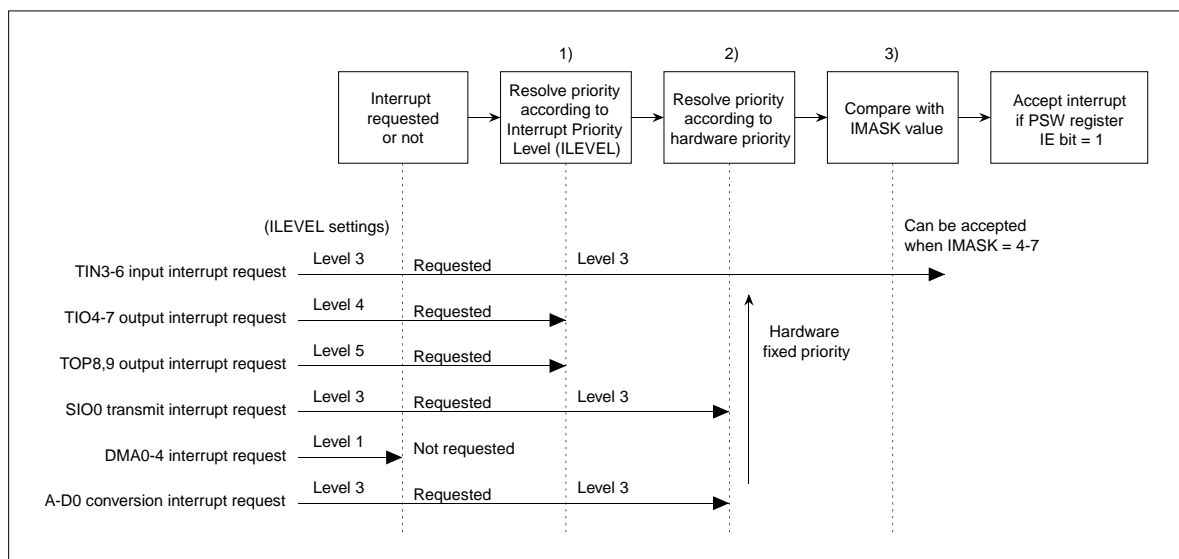 1)
2)
3)
Interrupt
requested
or not
Resolve priority
according to
Interrupt Priority
Level (ILEVEL)
Resolve priority
according to
hardware priority
Compare with
IMASK value
Accept interrupt
if PSW register
IE bit = 1
(ILEVEL settings)
Can be accepted
when IMASK = 4-7
TIN3-6 input interrupt request
Level 3
Requested
Level 3
TIO4-7 output interrupt request
Level 4
Requested
TOP8,9 output interrupt request
Level 5
Requested
Hardware
fixed priority
SIO0 transmit interrupt request
Level 3
Requested
Level 3
DMA0-4 interrupt request
Level 1
Not requested
A-D0 conversion interrupt request
Level 3
Requested
Level 3